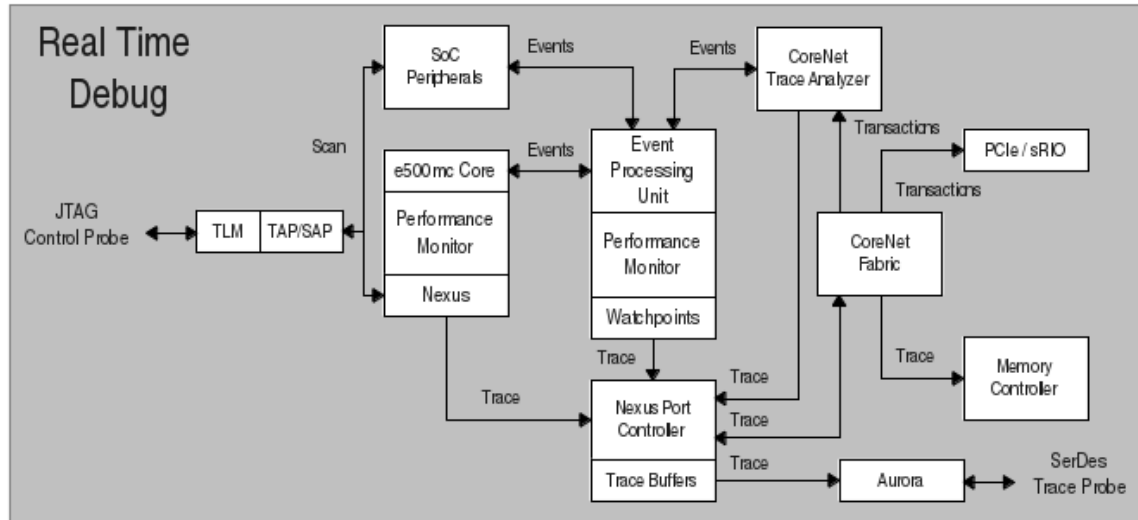 Real Time
Debug
SoC
Peripherals
Events
Events
CoreNet
Trace Analyzer
Scan
Transactions
e500mc Core
Events
Event
Processing
Unit
PCIe / sRIO
Transactions
JTAG
Control Probe
TLM
TAP/SAP
Performance
Monitor
Performance
Monitor
CoreNet
Fabric
Nexus
Watchpoints
Trace
Trace
Memory
Controller
Trace
Trace
Nexus Port
Controller
Trace
Trace Buffers
Trace
Aurora
SerDes
Trace Probe